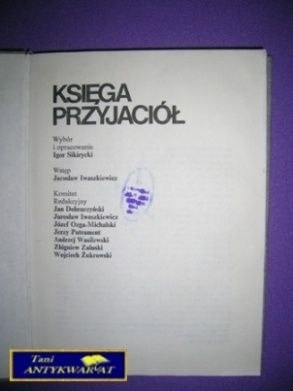 KSIĘGA
PRZYJACIÓŁ
Wybór
i opracowanie
Igor Sikirycki
Wstęp
Jarosław Iwaszkiewicz
Komitet
Redakcyjny
Jan Dobraczyński
Jarosław Iwaszkiewicz
Józef Ozga-Michalski
Jerzy Putrament
Andrzej Wasilewski
Zbigniew Załuski
Wojciech Żukrowski
Tani
ANTYKWARIAT